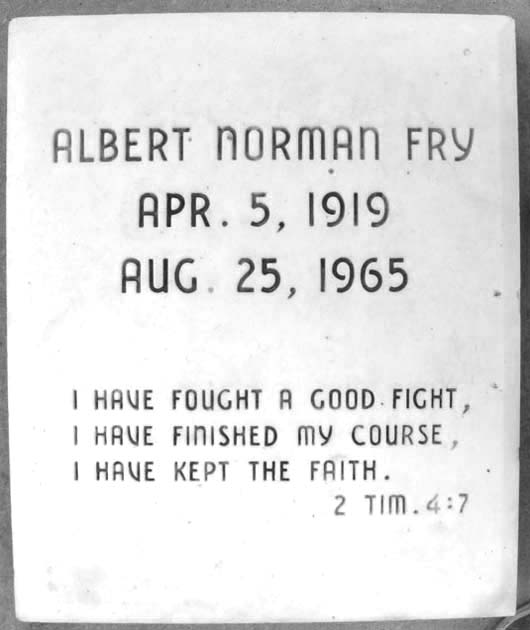 ALBERT NORMAN FRY
APR. 5, 1919
AUG. 25, 1965
I HAVE FOUGHT A GOOD FIGHT,
I HAVE FINISHED MY COURSE,
I HAVE KEPT THE FAITH.
2 TIM. 4:7